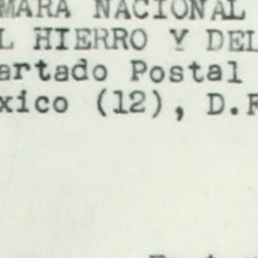 MARA NACIONAL
L HIERRO Y DEL
artado Postal
xico (12), D.F